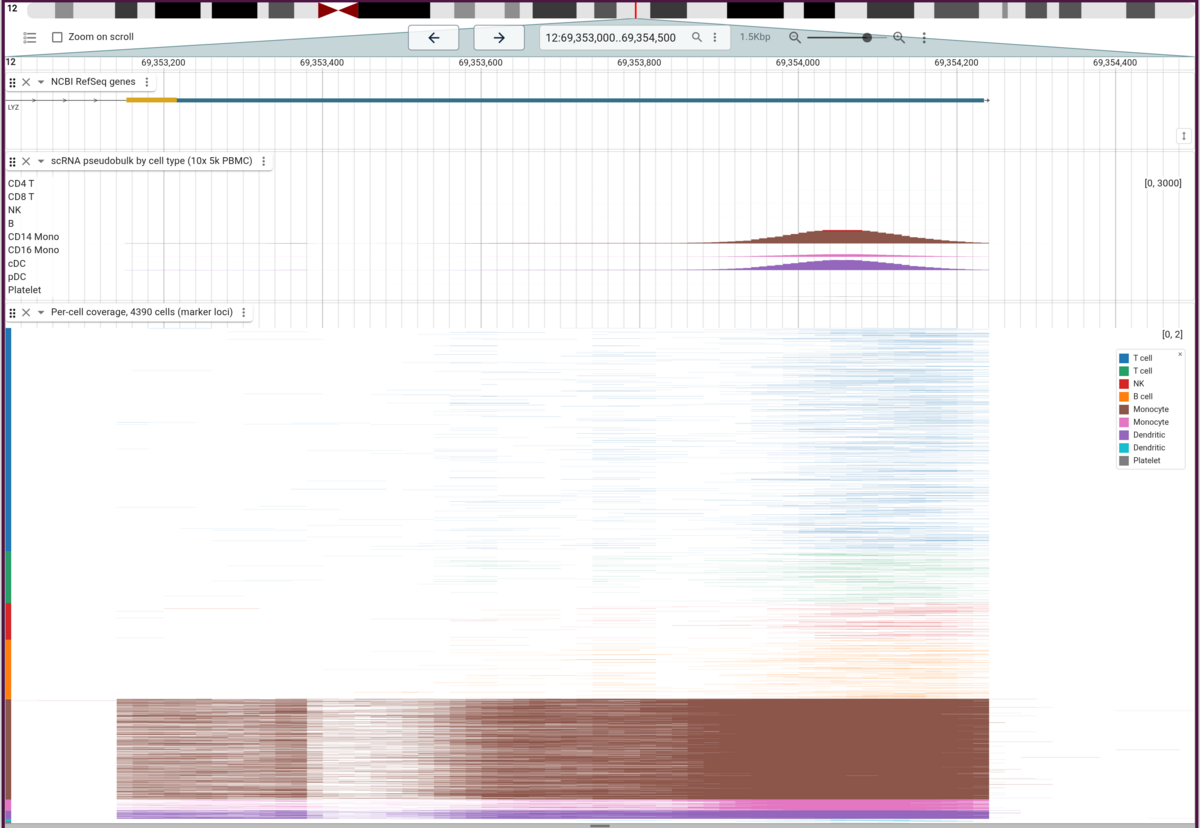 12
Zoom on scroll
12:69,353,000..69,354,500
1.5Kbp
12
69,353,200 69,353,400 69,353,600 69,353,800 69,354,000 69,354,200 69,354,400
NCBI RefSeq genes
LYZ
scRNA pseudobulk by cell type (10x 5k PBMC)
[0, 3000]
CD4 T
CD8 T
NK
B
CD14 Mono
CD16 Mono
cDC
pDC
Platelet
Per-cell coverage, 4390 cells (marker loci)
[0, 2]
T cell
T cell
NK
B cell
Monocyte
Monocyte
Dendritic
Dendritic
Platelet